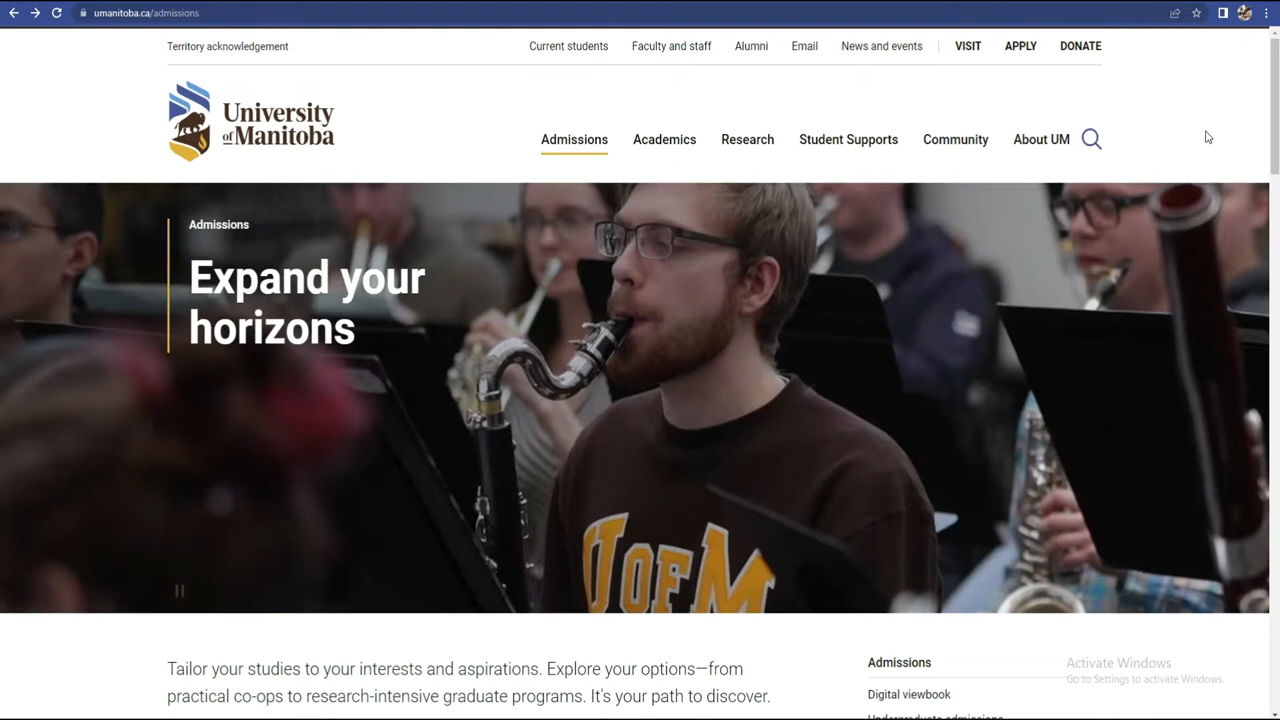 umanitoba.ca/admissions
Territory acknowledgement
Current students
Faculty and staff
Alumni
Email
News and events
VISIT
APPLY
DONATE
University
of Manitoba
Admissions
Academics
Research
Student Supports
Community
About UM
Admissions
Expand your
horizons
U OF M
Tailor your studies to your interests and aspirations. Explore your options—from
practical co-ops to research-intensive graduate programs. It's your path to discover.
Admissions
Digital viewbook
Undergraduate admissions
Activate Windows
Go to Settings to activate Windows.